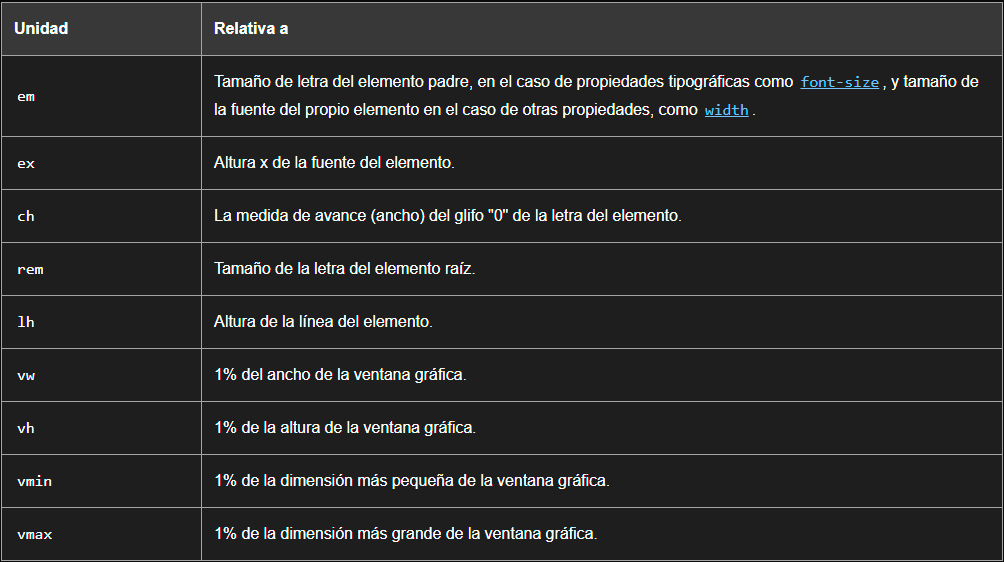 Unidad Relativa a
em Tamaño de letra del elemento padre, en el caso de propiedades tipográficas como font-size, y tamaño de
la fuente del propio elemento en el caso de otras propiedades, como width.
ex Altura x de la fuente del elemento.
ch La medida de avance (ancho) del glifo "0" de la letra del elemento.
rem Tamaño de la letra del elemento raíz.
lh Altura de la línea del elemento.
vw 1% del ancho de la ventana gráfica.
vh 1% de la altura de la ventana gráfica.
vmin 1% de la dimensión más pequeña de la ventana gráfica.
vmax 1% de la dimensión más grande de la ventana gráfica.